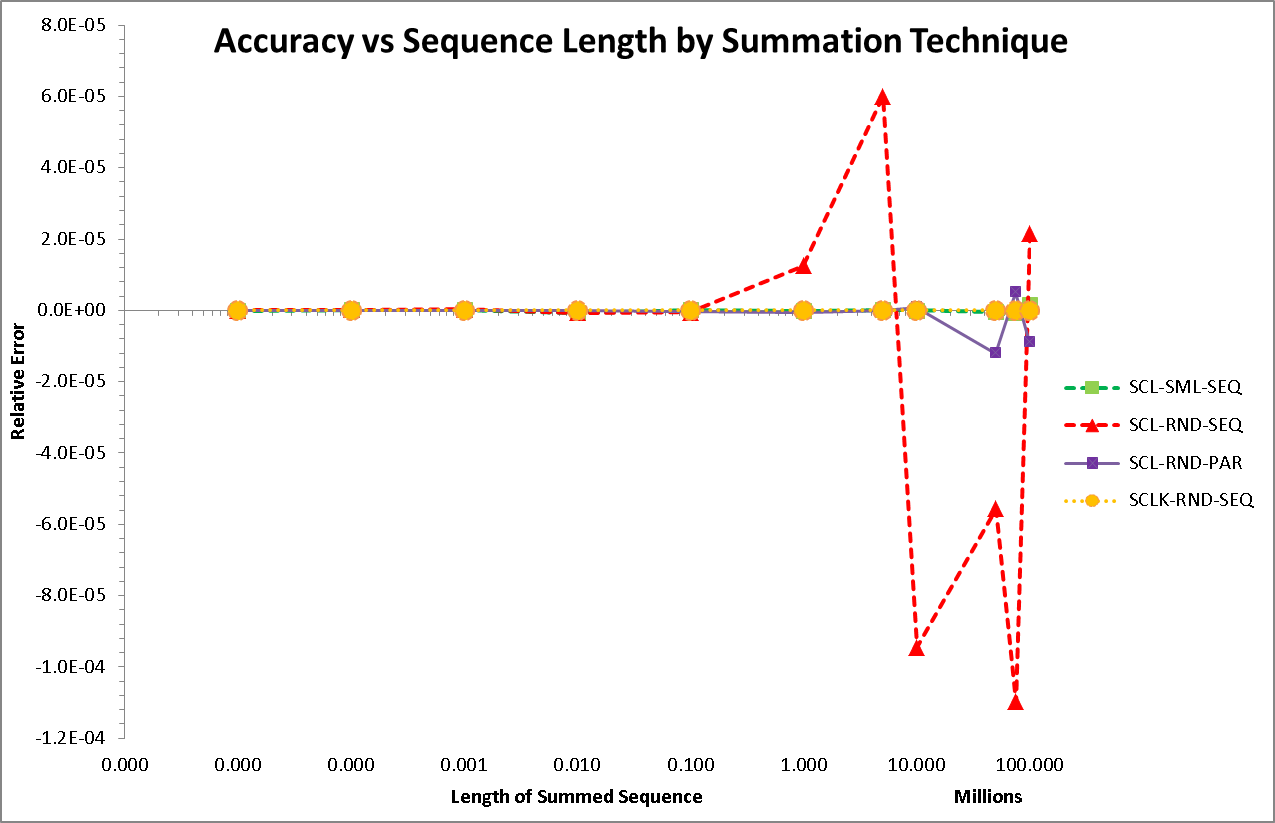 Accuracy vs Sequence Length by Summation Technique
8.0E-05
6.0E-05
4.0E-05
2.0E-05
0.0E+00
-2.0E-05
-4.0E-05
-6.0E-05
-8.0E-05
-1.0E-04
-1.2E-04
Relative Error
SCL-SML-SEQ
SCL-RND-SEQ
SCL-RND-PAR
SCLK-RND-SEQ
0.000 0.000 0.000 0.001 0.010 0.100 1.000 10.000 100.000
Length of Summed Sequence Millions